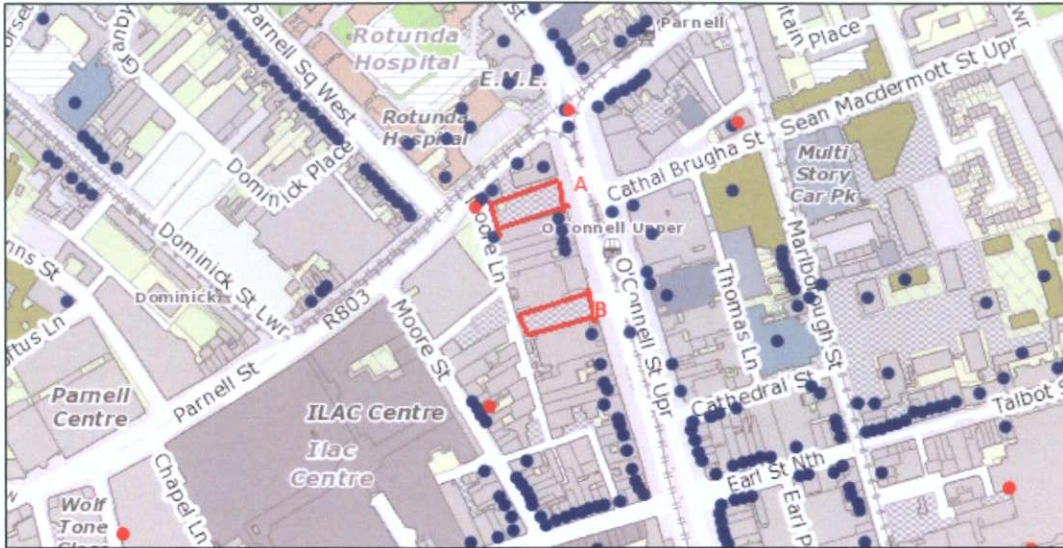 Parnell
Rotunda
Hospital
E.M.E.
Parnell Sq West
Granby
Place
Sean Macdermott St Upr
Rotunda
Hospital
Dominick Place
Cathal Brugha St
Multi
Story
Car Pk
A
O'Connell Upper
Moore Ln
Dominick St Lwr
Dominick
R803
Moore St
B
O'Connell St Upr
Thomas Ln
Marlborough St
Parnell St
Parnell
Centre
ILAC Centre
Ilac
Centre
Cathedral St
Talbot
Chapel Ln
Earl St Nth
Earl P
Wolf
Tone